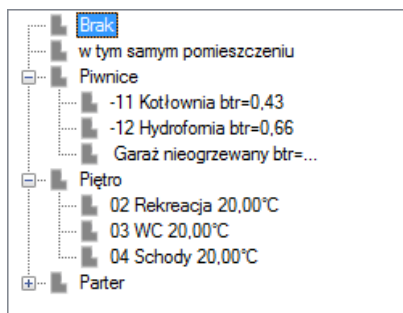 Brak
w tym samym pomieszczeniu
Piwnice
-11 Kotłownia btr=0,43
-12 Hydrofornia btr=0,66
Garaż nieogrzewany btr=...
Piętro
02 Rekreacja 20,00°C
03 WC 20,00°C
04 Schody 20,00°C
Parter